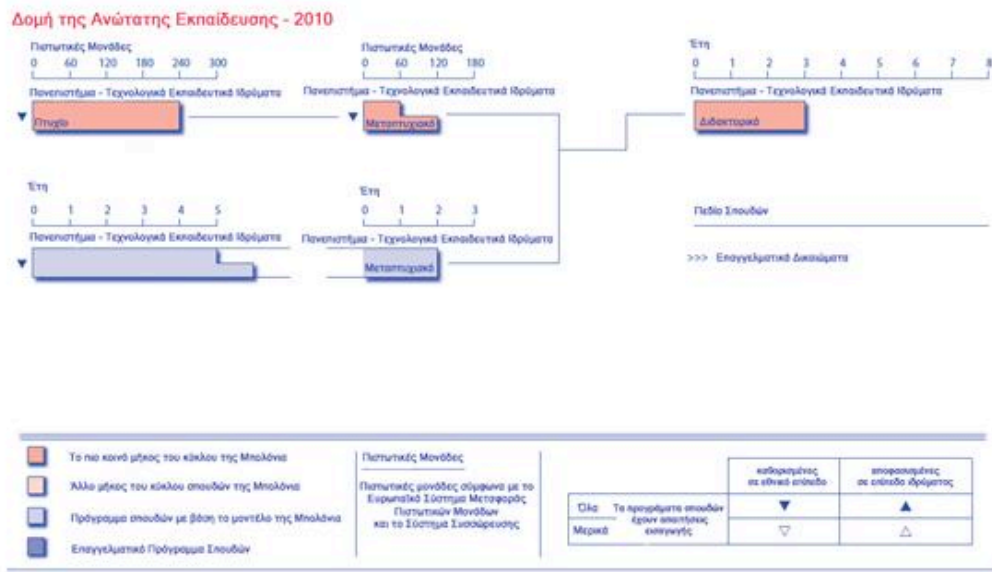 Δομή της Ανώτατης Εκπαίδευσης - 2010
Πιστωτικές Μονάδες
0 60 120 180 240 300
Πανεπιστήμια - Τεχνολογικά Εκπαιδευτικά Ιδρύματα
Πτυχίο
Πιστωτικές Μονάδες
0 60 120 180
Πανεπιστήμια - Τεχνολογικά Εκπαιδευτικά Ιδρύματα
Μεταπτυχιακό
Έτη
0 1 2 3 4 5 6 7 8
Πανεπιστήμια - Τεχνολογικά Εκπαιδευτικά Ιδρύματα
Διδακτορικό
Έτη
0 1 2 3 4 5
Πανεπιστήμια - Τεχνολογικά Εκπαιδευτικά Ιδρύματα
Έτη
0 1 2 3
Πανεπιστήμια - Τεχνολογικά Εκπαιδευτικά Ιδρύματα
Μεταπτυχιακό
Πεδίο Σπουδών
>>> Επαγγελματικά Δικαιώματα
Το πιο κοινό μήκος του κύκλου της Μπολόνια
Άλλο μήκος του κύκλου σπουδών της Μπολόνια
Πρόγραμμα σπουδών με βάση το μοντέλο της Μπολόνια
Επαγγελματικό Πρόγραμμα Σπουδών
Πιστωτικές Μονάδες
Πιστωτικές μονάδες σύμφωνα με το
Ευρωπαϊκό Σύστημα Μεταφοράς
Πιστωτικών Μονάδων
και το Σύστημα Συσσώρευσης
καθορισμένος
σε εθνικό επίπεδο
αποφασισμένος
σε επίπεδο ιδρύματος
Όλα
Μερικά
Τα προγράματα σπουδών
έχουν απαιτήσεις
εισαγωγής